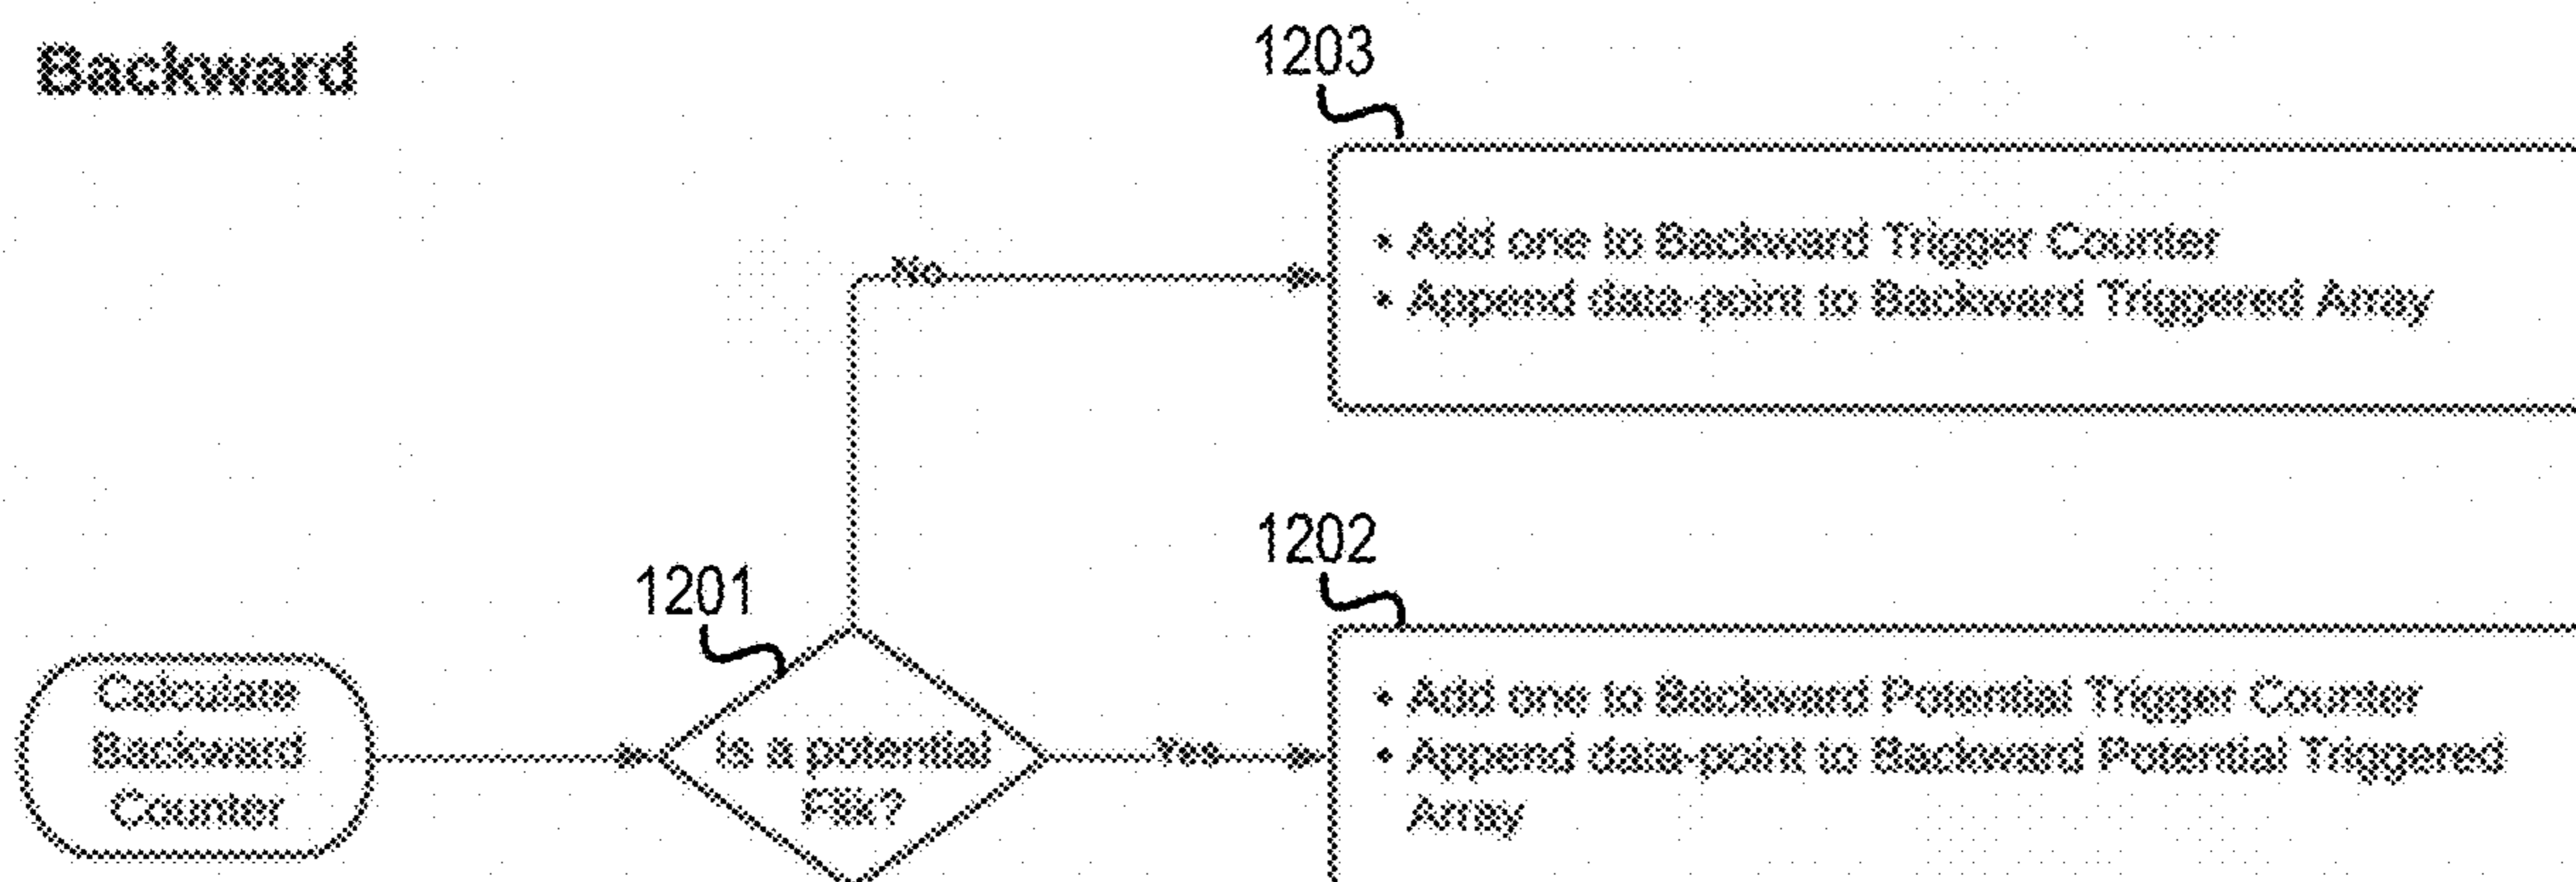 Backward
1203
No
• Add one to Backward Trigger Counter
• Append data-point to Backward Triggered Array
1202
1201
Calculate
Backward
Counter
Is a potential
Flik?
Yes
• Add one to Backward Potential Trigger Counter
• Append data-point to Backward Potential Triggered
Array